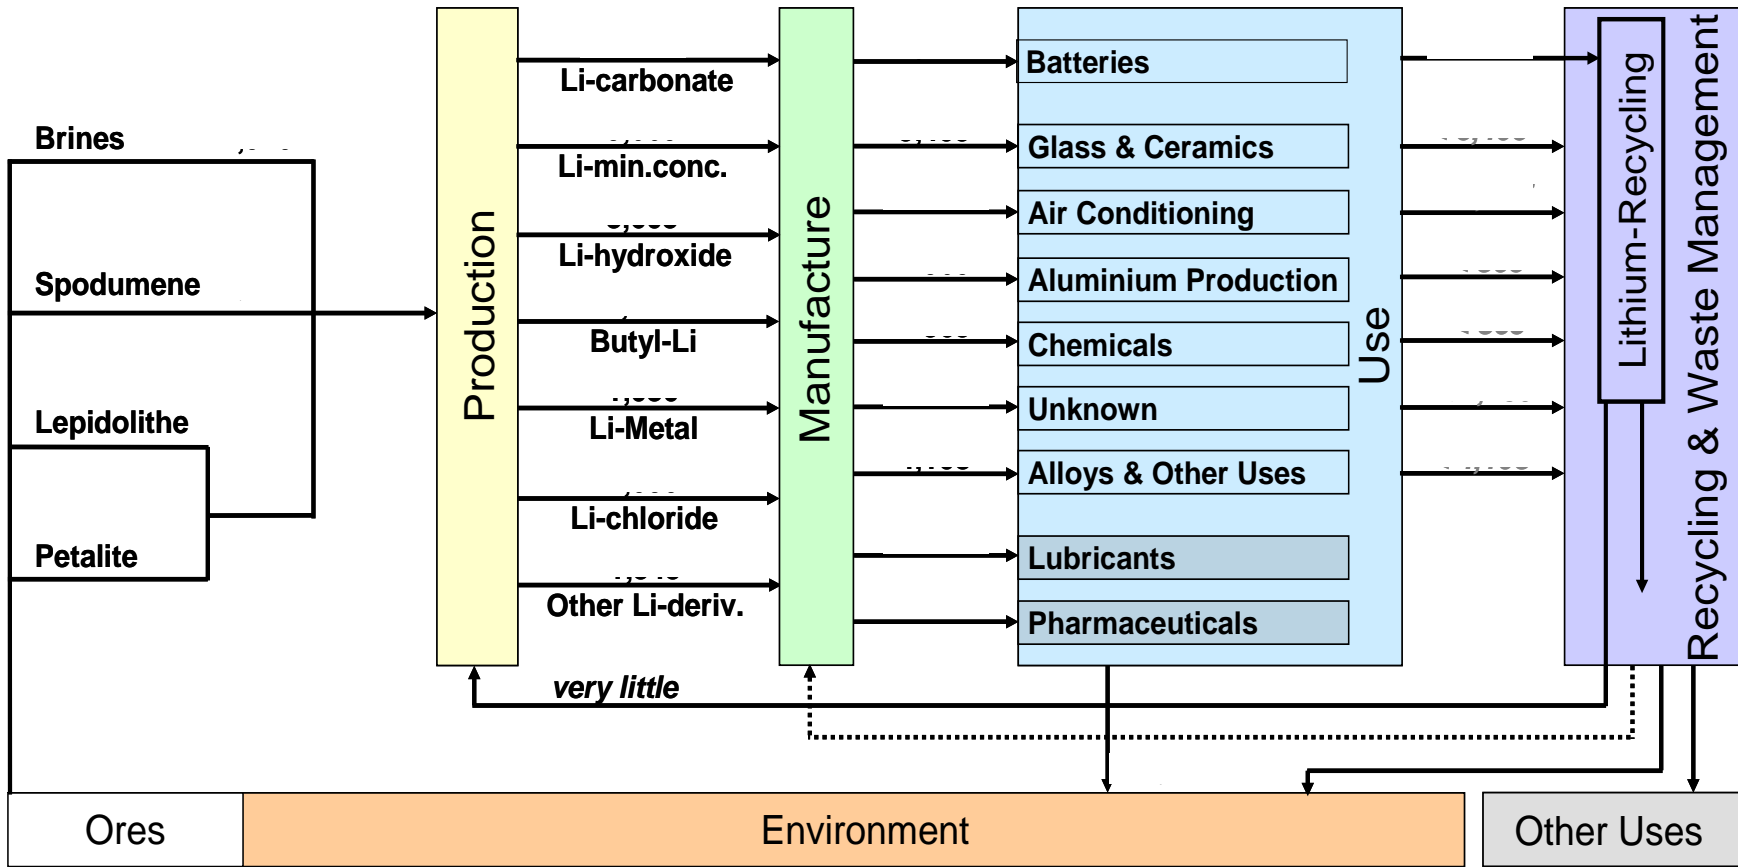 Brines
Spodumene
Lepidolithe
Petalite
Production
Li-carbonate
Li-min.conc.
Li-hydroxide
Butyl-Li
Li-Metal
Li-chloride
Other Li-deriv.
Manufacture
Batteries
Glass & Ceramics
Air Conditioning
Aluminium Production
Chemicals
Unknown
Alloys & Other Uses
Lubricants
Pharmaceuticals
Use
Lithium-Recycling
Recycling & Waste Management
very little
Ores
Environment
Other Uses